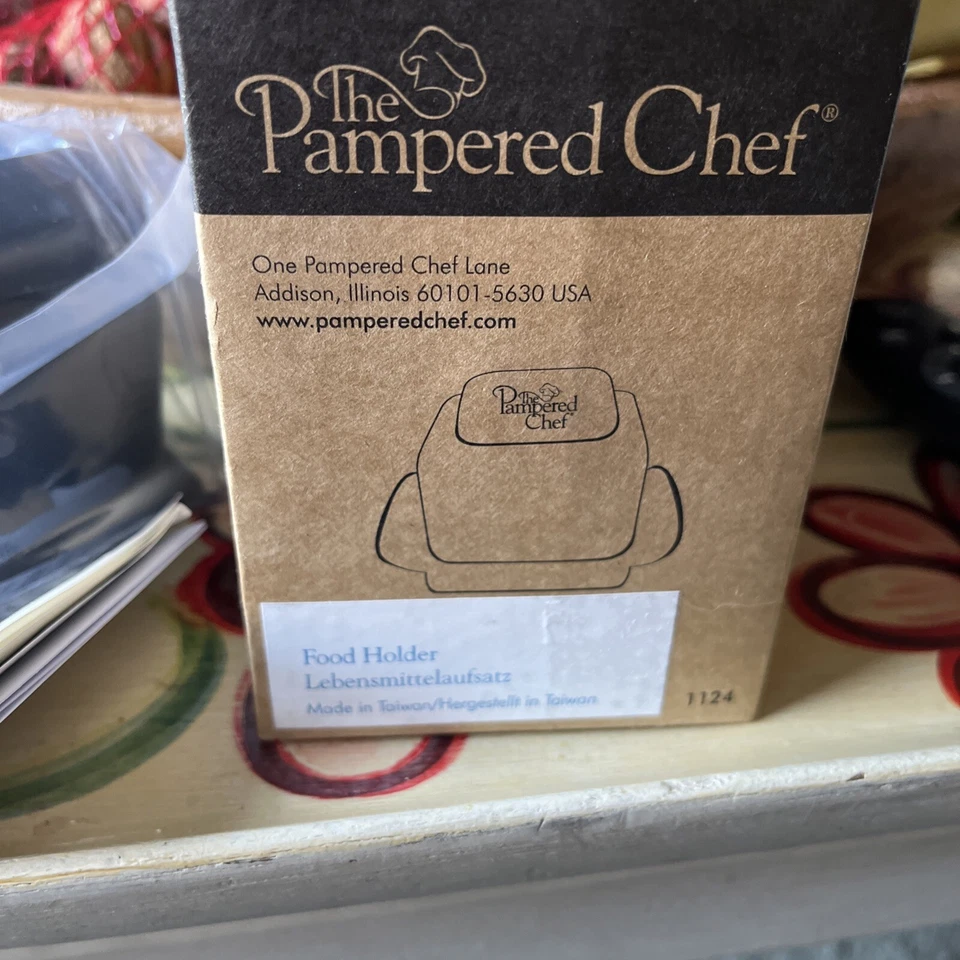 The
Pampered Chef®
One Pampered Chef Lane
Addison, Illinois 60101-5630 USA
www.pamperedchef.com
The
Pampered
Chef®
Food Holder
Lebensmittelaufsatz
Made in Taiwan/Hergestellt in Taiwan
1124